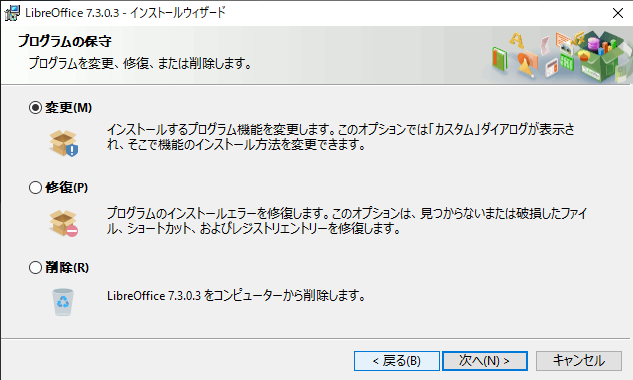 LibreOffice 7.3.0.3 - インストールウィザード
プログラムの保守
プログラムを変更、修復、または削除します。
変更(M)
インストールするプログラム機能を変更します。このオプションでは「カスタム」ダイアログが表示さ
れ、そこで機能のインストール方法を変更できます。
修復(P)
プログラムのインストールエラーを修復します。このオプションは、見つからないまたは破損したファイ
ル、ショートカット、およびレジストリエントリーを修復します。
削除(R)
LibreOffice 7.3.0.3 をコンピューターから削除します。
< 戻る(B)
次へ(N) >
キャンセル